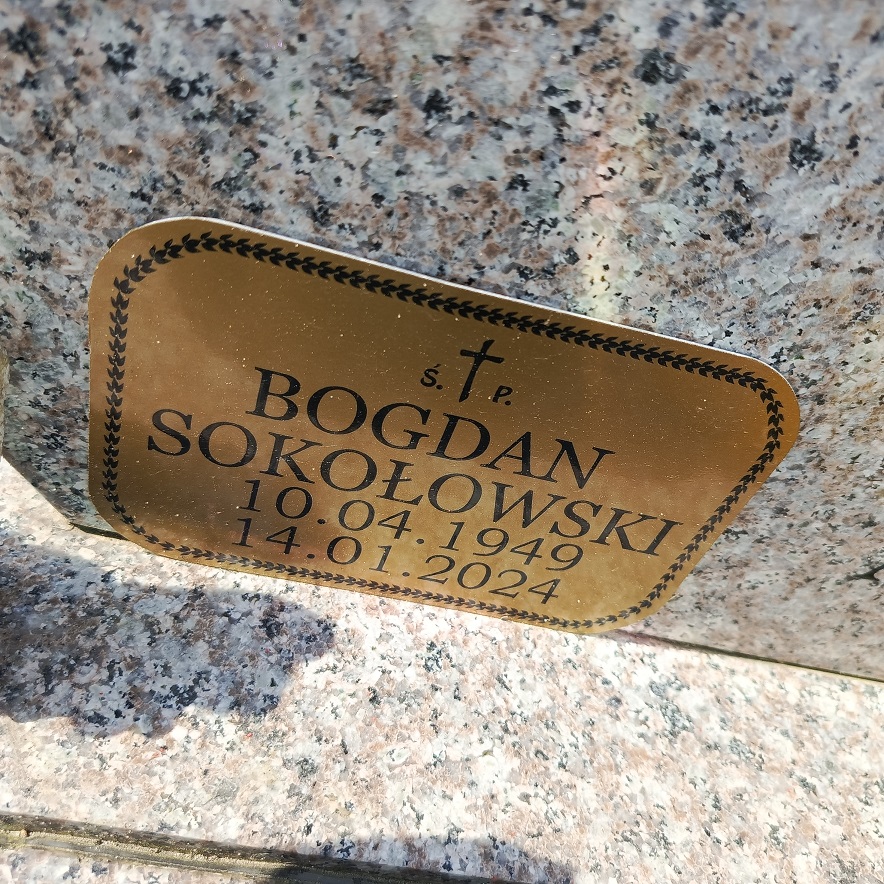 Ś. P.
BOGDAN
SOKOŁOWSKI
10.04.1949
14.01.2024